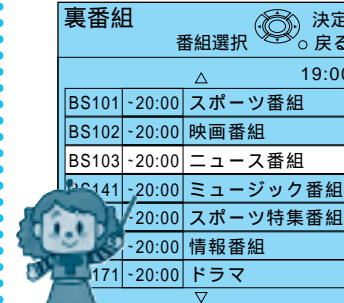 裏番組 決定
番組選択 ○ 戻る
△ 19:00
BS101 ~20:00 スポーツ番組
BS102 ~20:00 映画番組
BS103 ~20:00 ニュース番組
~20:00 ミュージック番組
~20:00 スポーツ特集番組
~20:00 情報番組
171 ~20:00 ドラマ
▽